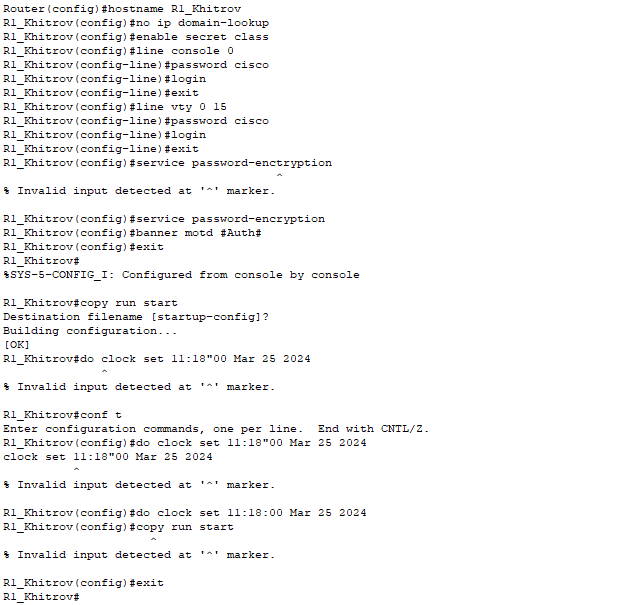 Router(config)#hostname R1_Khitrov
R1_Khitrov(config)#no ip domain-lookup
R1_Khitrov(config)#enable secret class
R1_Khitrov(config)#line console 0
R1_Khitrov(config-line)#password cisco
R1_Khitrov(config-line)#login
R1_Khitrov(config-line)#exit
R1_Khitrov(config)#line vty 0 15
R1_Khitrov(config-line)#password cisco
R1_Khitrov(config-line)#login
R1_Khitrov(config-line)#exit
R1_Khitrov(config)#service password-enctryption
^
% Invalid input detected at '^' marker.
R1_Khitrov(config)#service password-encryption
R1_Khitrov(config)#banner motd #Auth#
R1_Khitrov(config)#exit
R1_Khitrov#
%SYS-5-CONFIG_I: Configured from console by console
R1_Khitrov#copy run start
Destination filename [startup-config]?
Building configuration...
[OK]
R1_Khitrov#do clock set 11:18"00 Mar 25 2024
^
% Invalid input detected at '^' marker.
R1_Khitrov#conf t
Enter configuration commands, one per line.  End with CNTL/Z.
R1_Khitrov(config)#do clock set 11:18"00 Mar 25 2024
clock set 11:18"00 Mar 25 2024
^
% Invalid input detected at '^' marker.
R1_Khitrov(config)#do clock set 11:18:00 Mar 25 2024
R1_Khitrov(config)#copy run start
^
% Invalid input detected at '^' marker.
R1_Khitrov(config)#exit
R1_Khitrov#